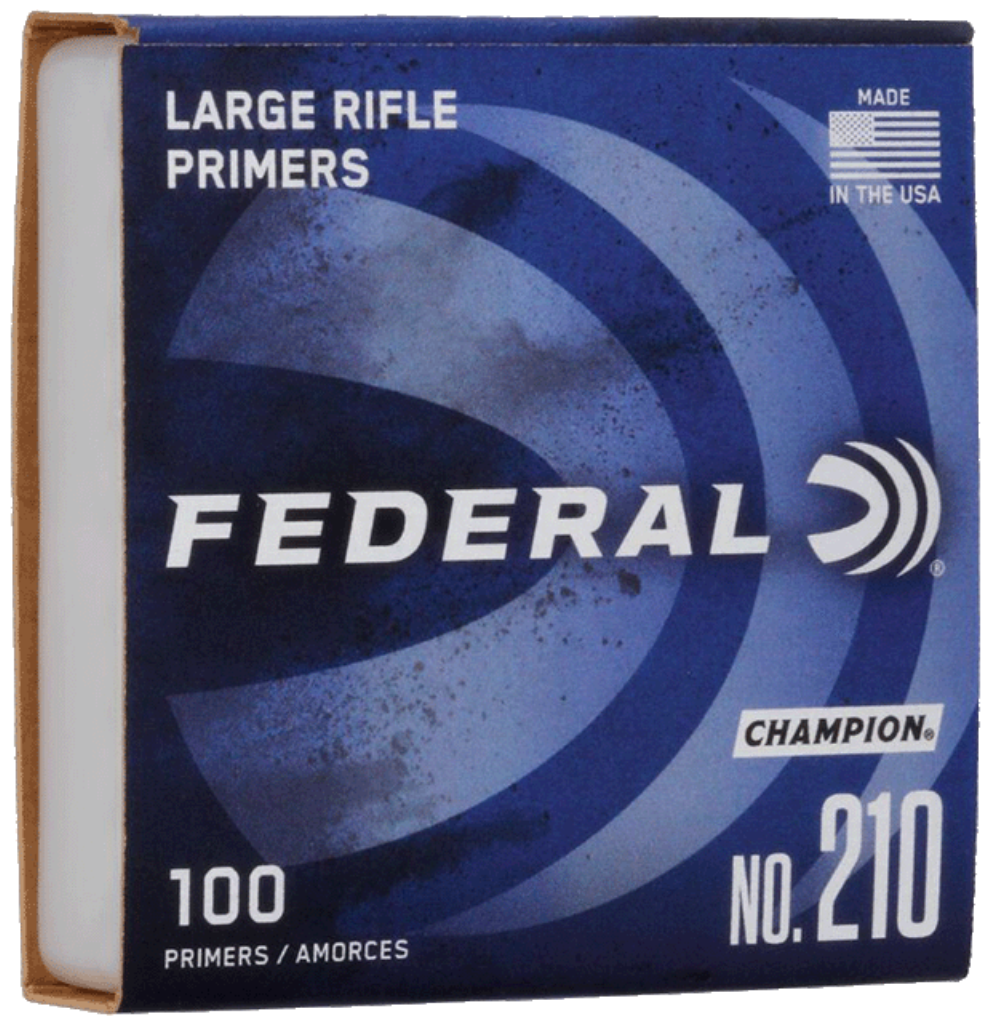 LARGE RIFLE
PRIMERS
MADE
IN THE USA
FEDERAL
®
CHAMPION®
NO. 210
100
PRIMERS / AMORCES